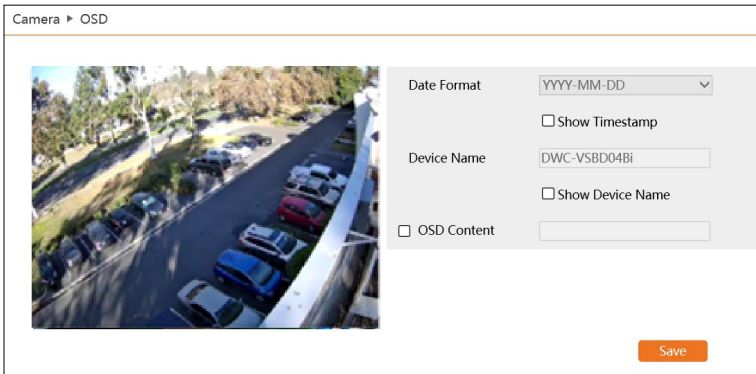 Camera ▸ OSD
Date Format YYYY-MM-DD
Show Timestamp
Device Name DWC-VSBD04Bi
Show Device Name
OSD Content
Save